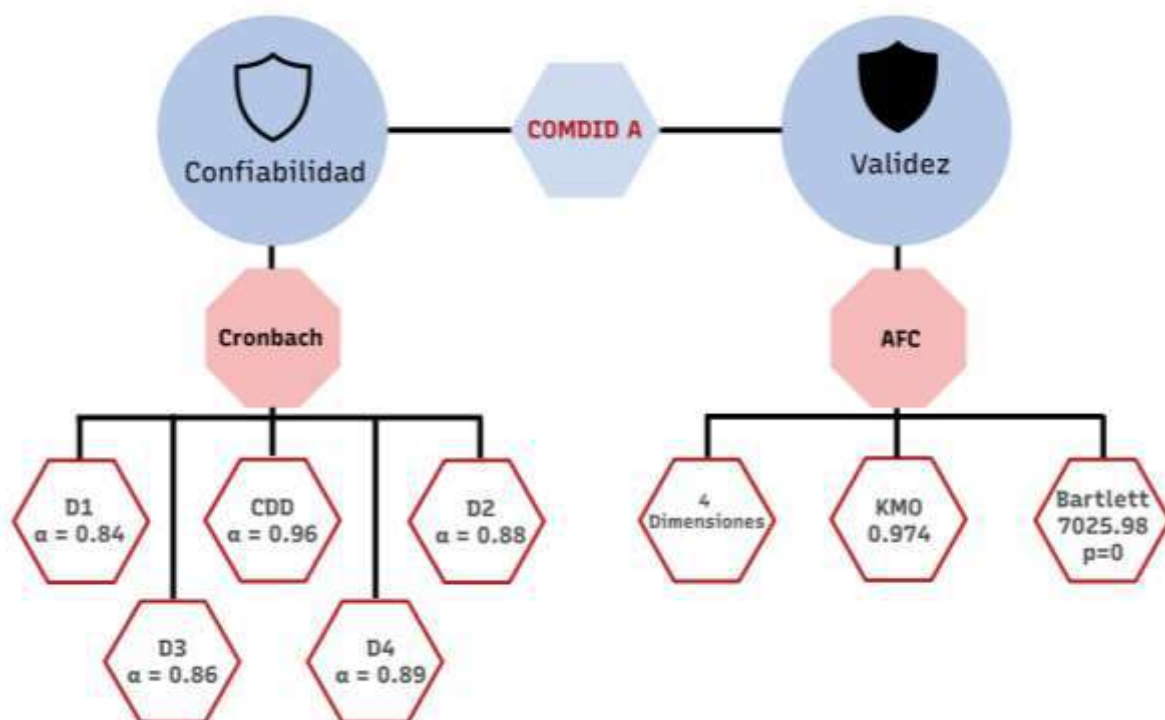 Confiabilidad
COMDID A
Validez
Cronbach
AFC
D1
α = 0.84
CDD
α = 0.96
D2
α = 0.88
4
Dimensiones
KMO
0.974
Bartlett
7025.98
p=0
D3
α = 0.86
D4
α = 0.89